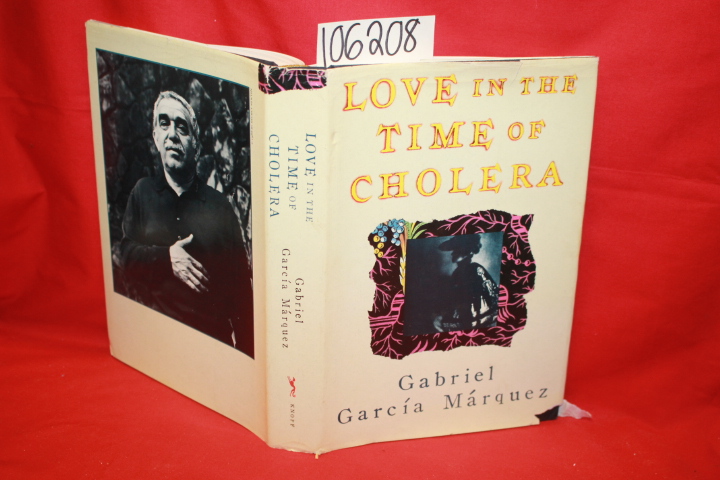 106208
LOVE IN THE
TIME OF
CHOLERA
Gabriel
García Márquez
LOVE IN THE
TIME OF
CHOLERA
Gabriel
García Márquez
KNOPF